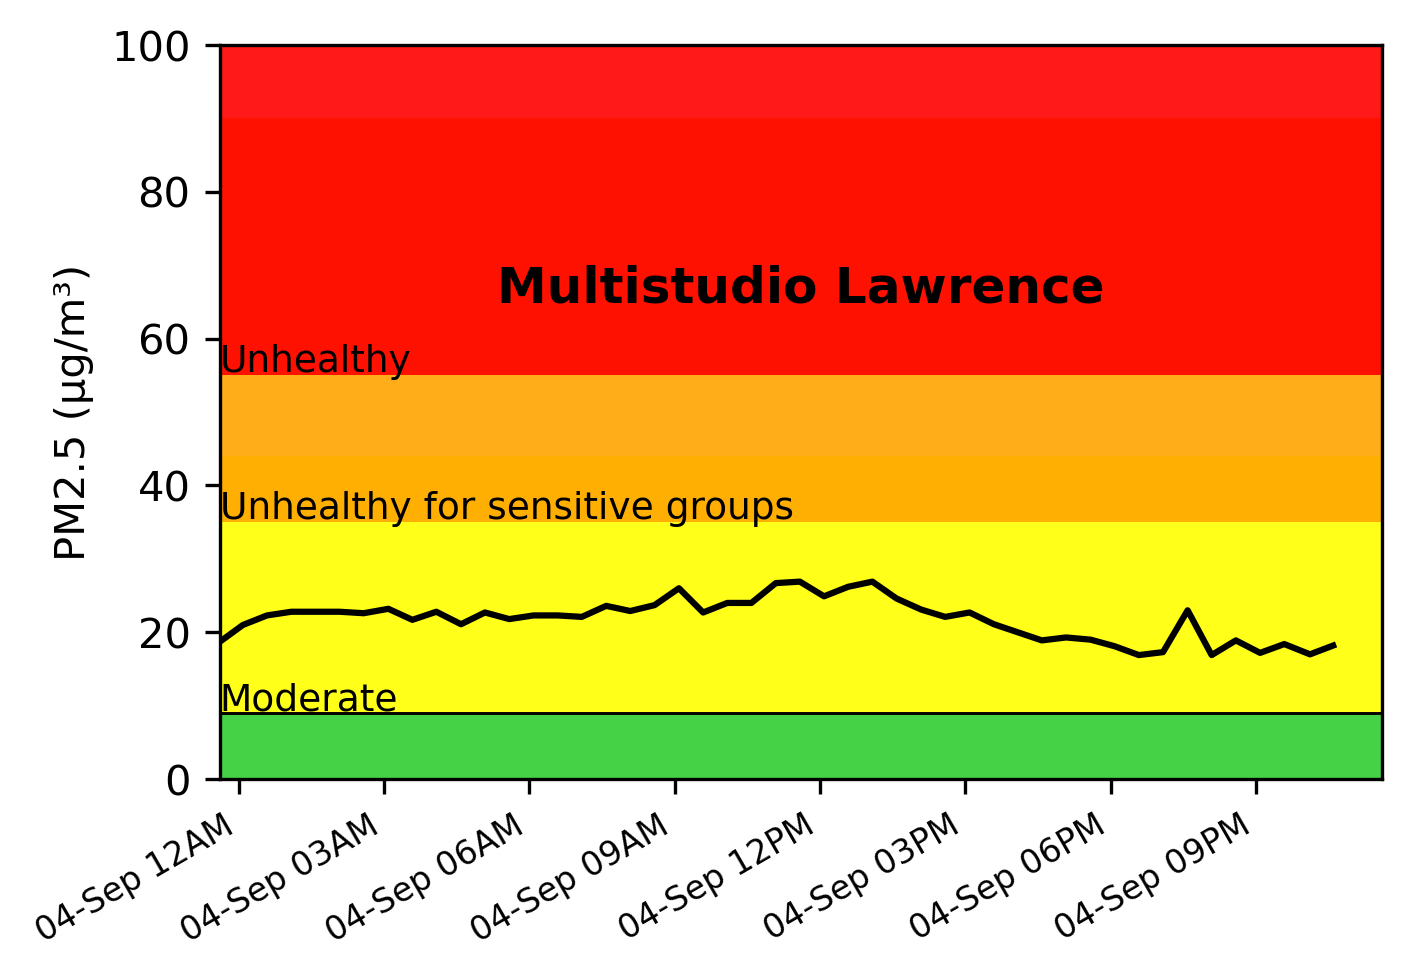 100
80
60
40
20
0
PM2.5 (µg/m³)
Multistudio Lawrence
Unhealthy
Unhealthy for sensitive groups
Moderate
04-Sep 12AM
04-Sep 03AM
04-Sep 06AM
04-Sep 09AM
04-Sep 12PM
04-Sep 03PM
04-Sep 06PM
04-Sep 09PM